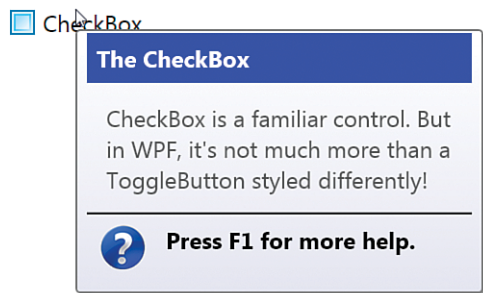 CheckBox
The CheckBox
CheckBox is a familiar control. But
in WPF, it's not much more than a
ToggleButton styled differently!
?
Press F1 for more help.